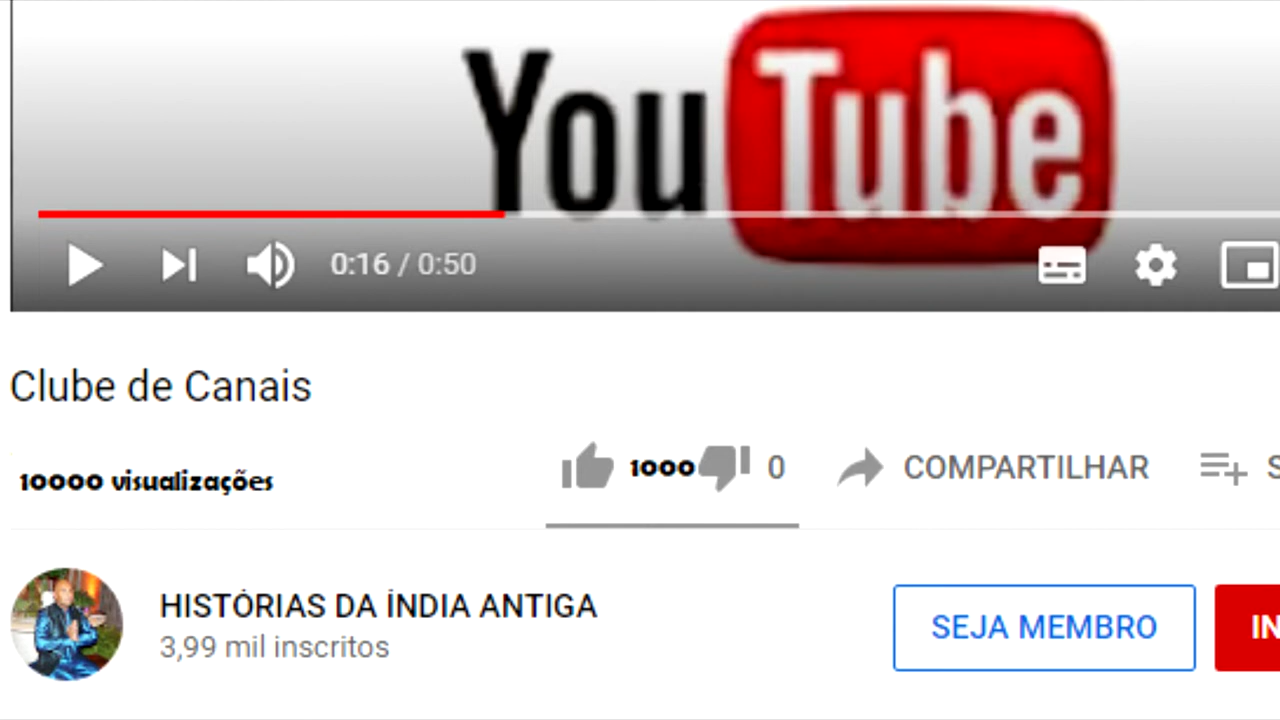 YouTube
0:16 / 0:50
Clube de Canais
10000 visualizações
1000 0 COMPARTILHAR S
HISTÓRIAS DA ÍNDIA ANTIGA
3,99 mil inscritos
SEJA MEMBRO IN